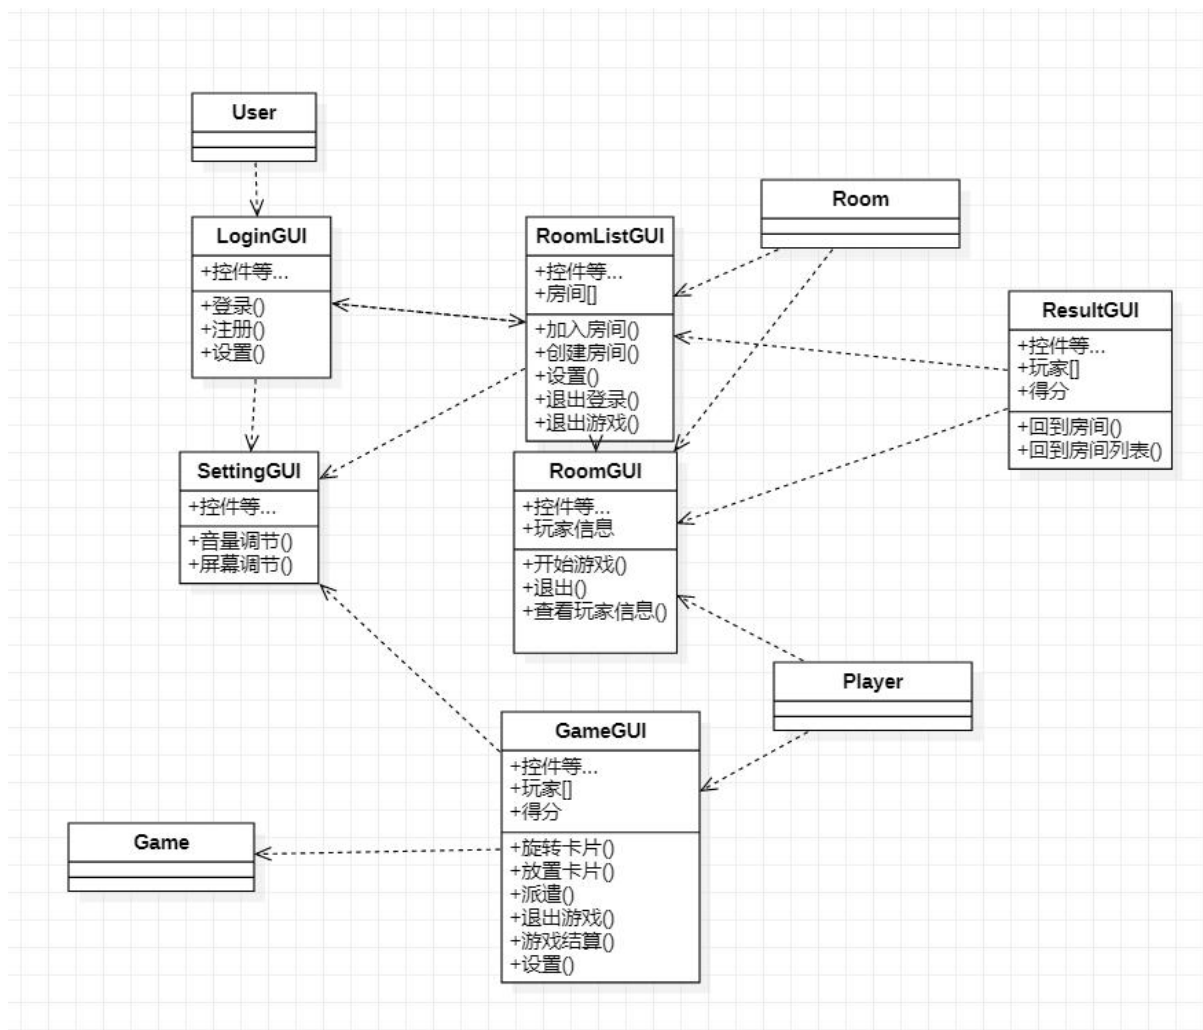 User
LoginGUI
+控件等...
+登录()
+注册()
+设置()
RoomListGUI
+控件等...
+房间[]
+加入房间()
+创建房间()
+设置()
+退出登录()
+退出游戏()
Room
ResultGUI
+控件等...
+玩家[]
+得分
+回到房间()
+回到房间列表()
SettingGUI
+控件等...
+音量调节()
+屏幕调节()
RoomGUI
+控件等...
+玩家信息
+开始游戏()
+退出()
+查看玩家信息()
Player
GameGUI
+控件等...
+玩家[]
+得分
+旋转卡片()
+放置卡片()
+派遣()
+退出游戏()
+游戏结算()
+设置()
Game